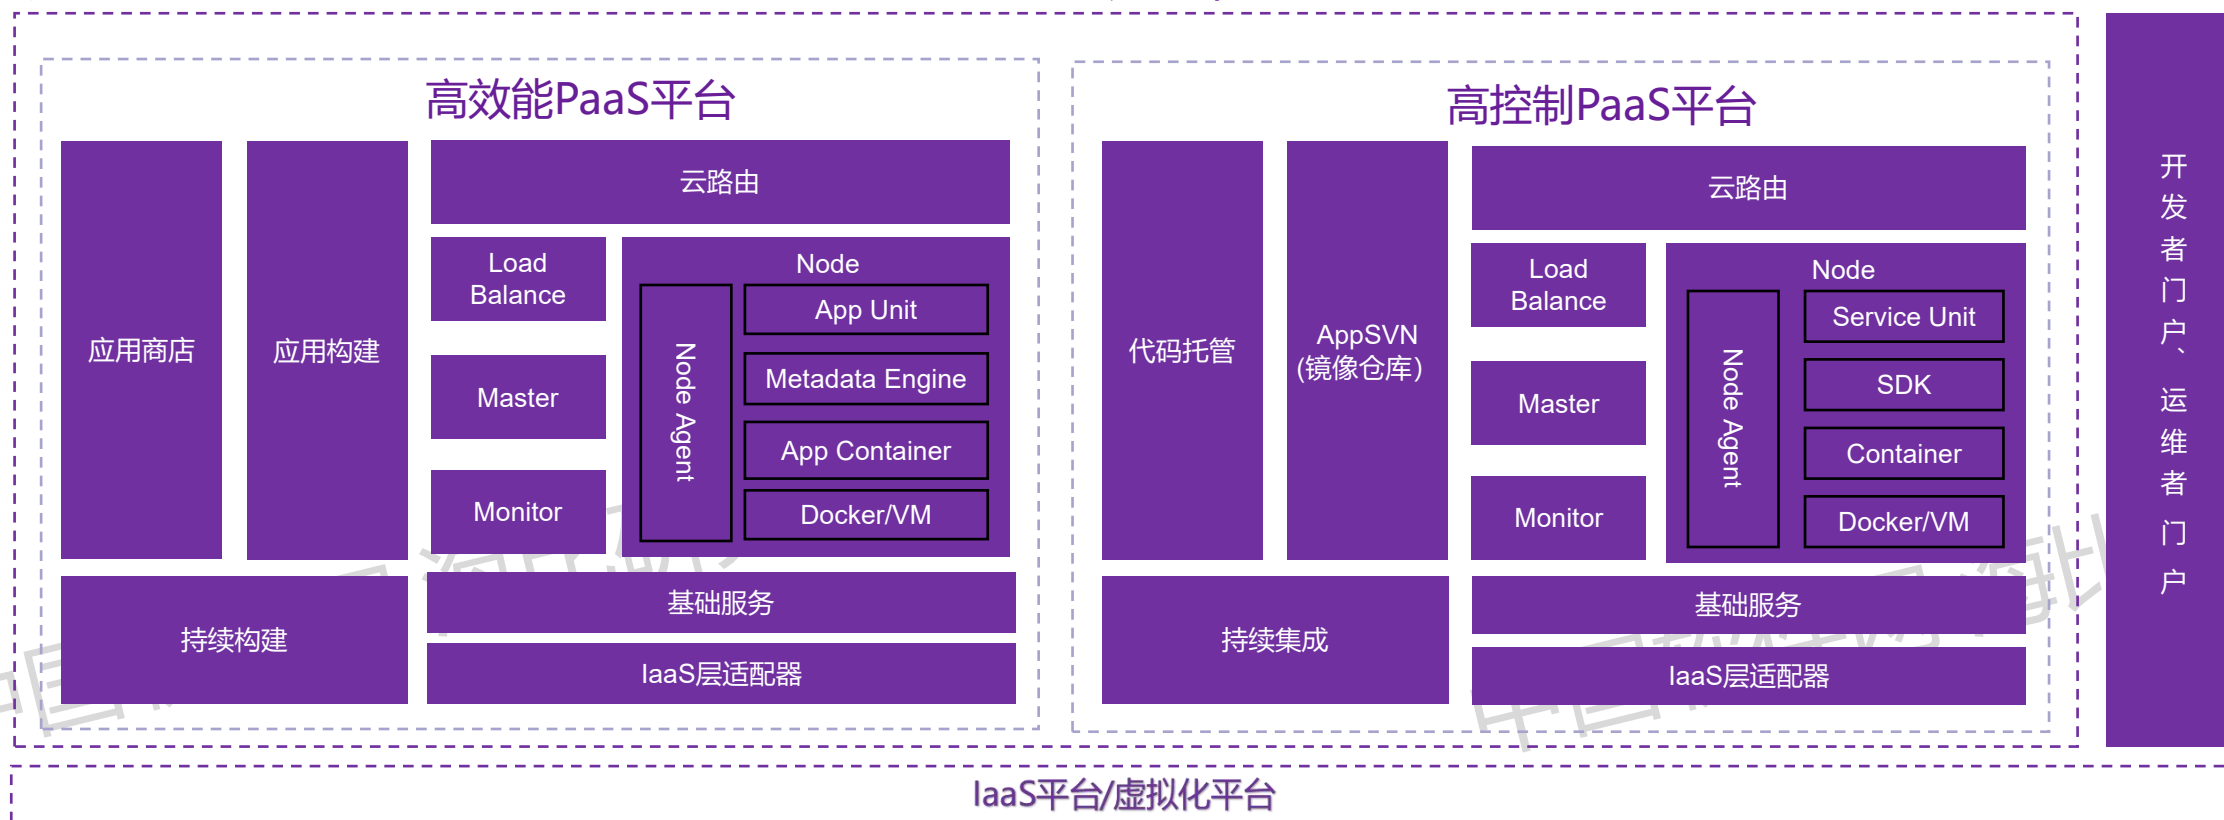 高效能PaaS平台
应用商店
应用构建
云路由
Load
Balance
Master
Monitor
Node
Node Agent
App Unit
Metadata Engine
App Container
Docker/VM
持续构建
基础服务
IaaS层适配器
高控制PaaS平台
代码托管
AppSVN
(镜像仓库）
云路由
Load
Balance
Master
Monitor
Node
Node Agent
Service Unit
SDK
Container
Docker/VM
持续集成
基础服务
IaaS层适配器
开发者门户、运维者门户
IaaS平台/虚拟化平台